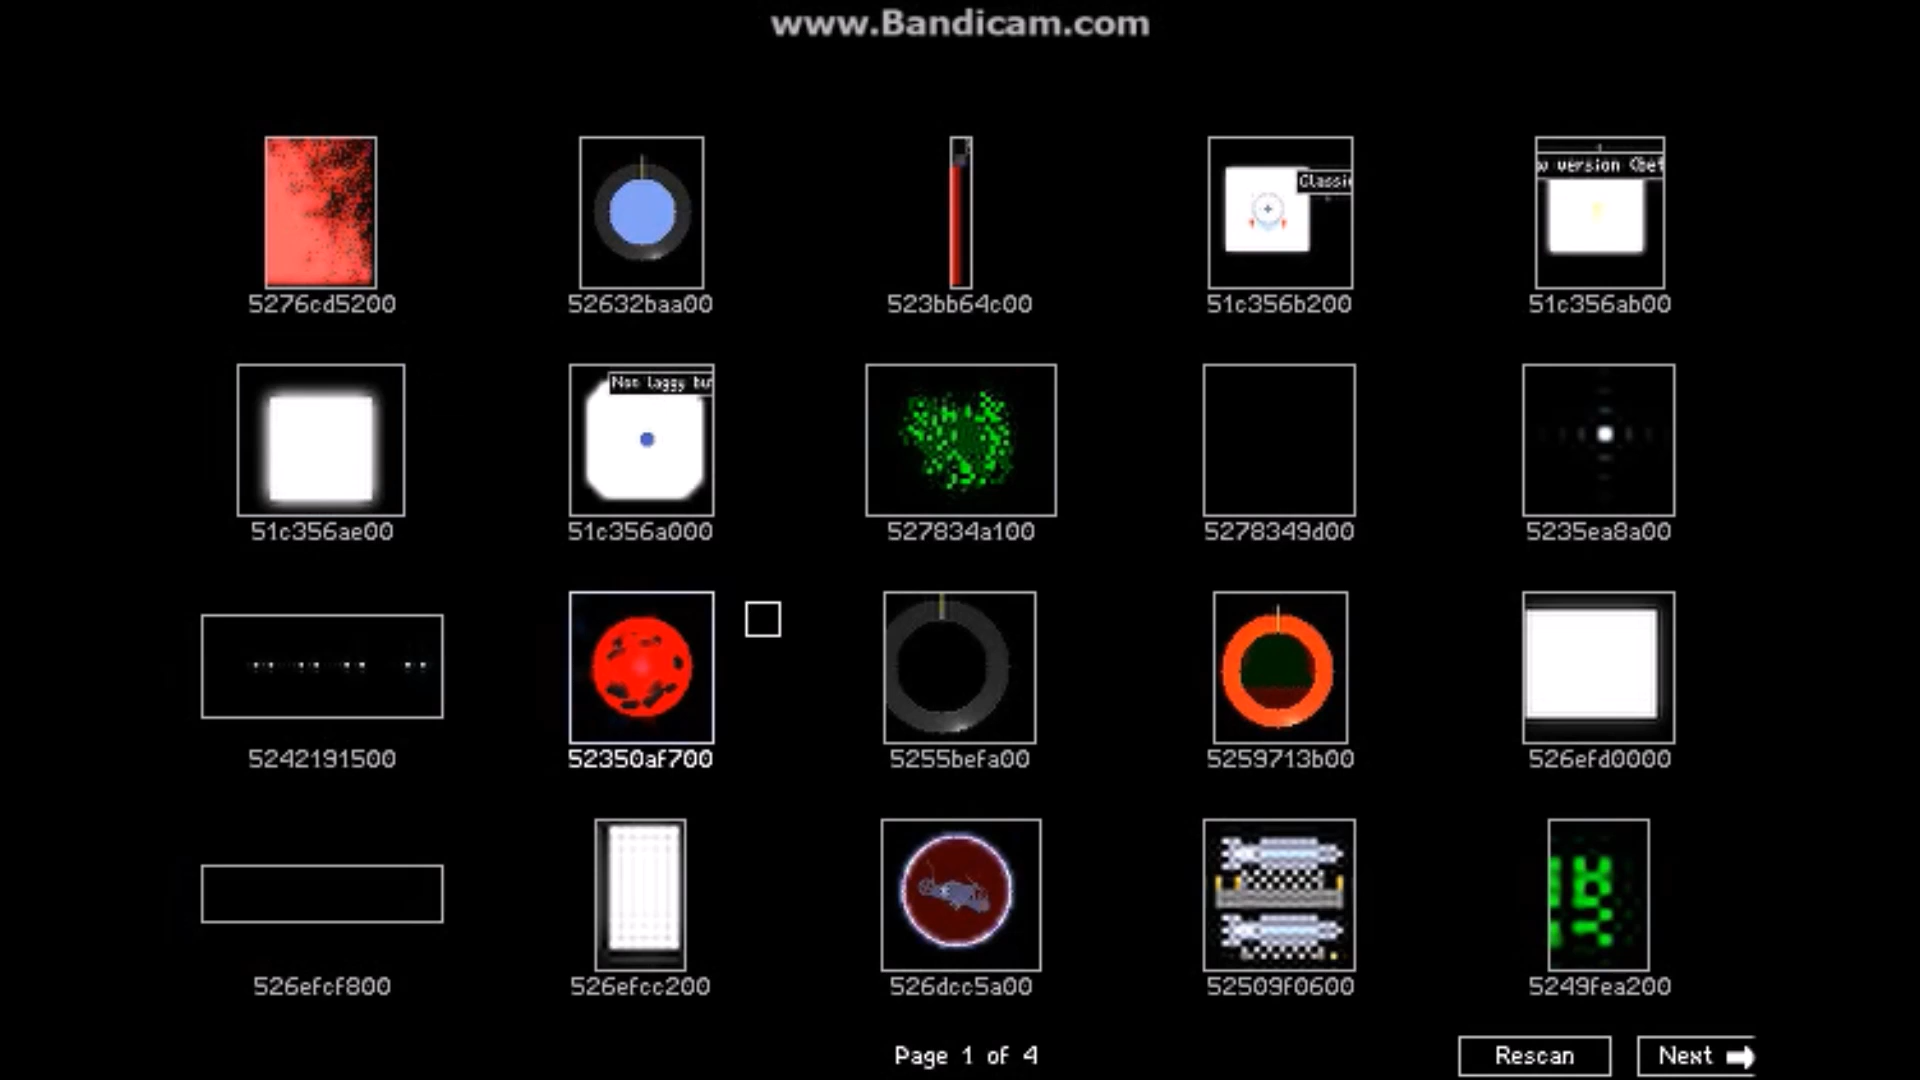 www.Bandicam.com
Classi
w version (bet
5276cd5200
52632baa00
523bb64c00
51c356b200
51c356ab00
Non laggy bu
51c356ae00
51c356a000
527834a100
5278349d00
5235ea8a00
5242191500
52350af700
5255befa00
5259713b00
526efd0000
526efcf800
526efcc200
526dcc5a00
52509f0600
5249fea200
Page 1 of 4
Rescan
Next